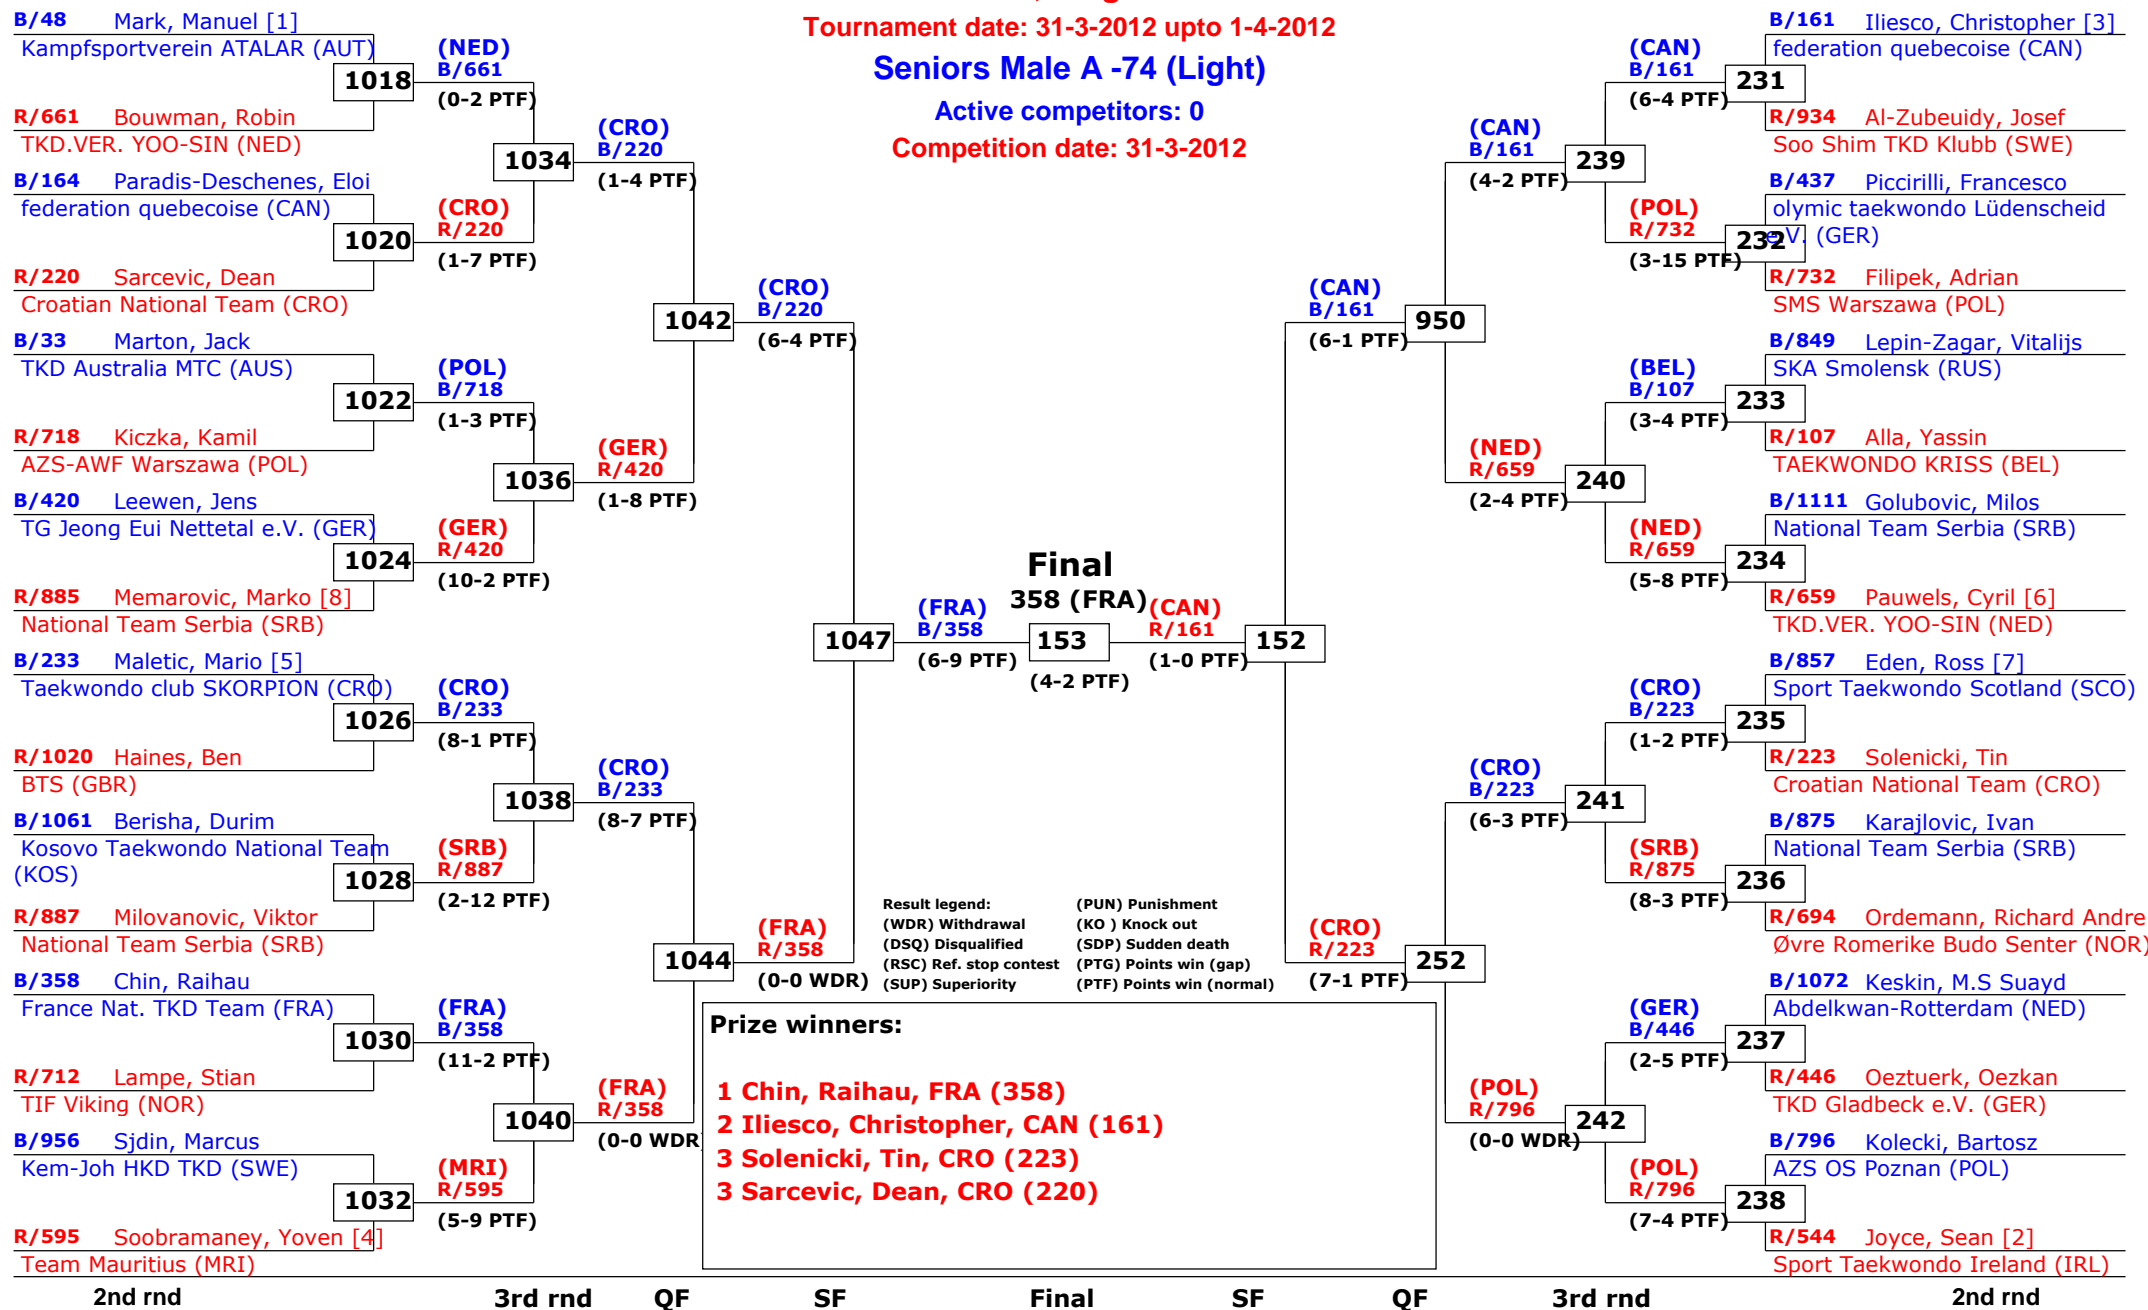 Tournament date: 31-3-2012 upto 1-4-2012
Seniors Male A -74 (Light)
Active competitors: 0
Competition date: 31-3-2012
B/48 Mark, Manuel [1]
Kampfsportverein ATALAR (AUT)
1018
R/661 Bouwman, Robin
TKD.VER. YOO-SIN (NED)
B/164 Paradis-Deschenes, Eloi
federation quebecoise (CAN)
1020
R/220 Sarcevic, Dean
Croatian National Team (CRO)
B/33 Marton, Jack
TKD Australia MTC (AUS)
1022
R/718 Kiczka, Kamil
AZS-AWF Warszawa (POL)
B/420 Leewen, Jens
TG Jeong Eui Nettetal e.V. (GER)
1024
R/885 Memarovic, Marko [8]
National Team Serbia (SRB)
B/233 Maletic, Mario [5]
Taekwondo club SKORPION (CRO)
1026
R/1020 Haines, Ben
BTS (GBR)
B/1061 Berisha, Durim
Kosovo Taekwondo National Team
(KOS)
1028
R/887 Milovanovic, Viktor
National Team Serbia (SRB)
B/358 Chin, Raihau
France Nat. TKD Team (FRA)
1030
R/712 Lampe, Stian
TIF Viking (NOR)
B/956 Sjdin, Marcus
Kem-Joh HKD TKD (SWE)
1032
R/595 Soobramaney, Yoven [4]
Team Mauritius (MRI)
(NED)
B/661
(0-2 PTF)
1034
(CRO)
R/220
(1-7 PTF)
(POL)
B/718
(1-3 PTF)
1036
(GER)
R/420
(10-2 PTF)
(CRO)
B/233
(8-1 PTF)
1038
(SRB)
R/887
(2-12 PTF)
(FRA)
B/358
(11-2 PTF)
1040
(MRI)
R/595
(5-9 PTF)
(CRO)
B/220
(1-4 PTF)
1042
(GER)
R/420
(1-8 PTF)
(CRO)
B/233
(8-7 PTF)
1044
(FRA)
R/358
(0-0 WDR)
(CRO)
B/220
(6-4 PTF)
1047
(FRA)
R/358
(0-0 WDR)
(FRA)
B/358
(6-9 PTF)
Final
358 (FRA)
153
(4-2 PTF)
(CAN)
R/161
(1-0 PTF)
152
(CAN)
B/161
(6-1 PTF)
950
(CRO)
R/223
(7-1 PTF)
252
(CAN)
B/161
(4-2 PTF)
239
(NED)
R/659
(2-4 PTF)
240
(CRO)
B/223
(6-3 PTF)
241
(POL)
R/796
(0-0 WDR)
242
(CAN)
B/161
(6-4 PTF)
231
(POL)
R/732
(3-15 PTF)
232
(BEL)
B/107
(3-4 PTF)
233
(NED)
R/659
(5-8 PTF)
234
(CRO)
B/223
(1-2 PTF)
235
(SRB)
R/875
(8-3 PTF)
236
(GER)
B/446
(2-5 PTF)
237
(POL)
R/796
(7-4 PTF)
238
B/161 Iliesco, Christopher [3]
federation quebecoise (CAN)
R/934 Al-Zubeuidy, Josef
Soo Shim TKD Klubb (SWE)
B/437 Piccirilli, Francesco
olymic taekwondo Lüdenscheid
e.V. (GER)
R/732 Filipek, Adrian
SMS Warszawa (POL)
B/849 Lepin-Zagar, Vitalijs
SKA Smolensk (RUS)
R/107 Alla, Yassin
TAEKWONDO KRISS (BEL)
B/1111 Golubovic, Milos
National Team Serbia (SRB)
R/659 Pauwels, Cyril [6]
TKD.VER. YOO-SIN (NED)
B/857 Eden, Ross [7]
Sport Taekwondo Scotland (SCO)
R/223 Solenicki, Tin
Croatian National Team (CRO)
B/875 Karajlovic, Ivan
National Team Serbia (SRB)
R/694 Ordemann, Richard Andre
Øvre Romerike Budo Senter (NOR)
B/1072 Keskin, M.S Suayd
Abdelkwan-Rotterdam (NED)
R/446 Oeztuerk, Oezkan
TKD Gladbeck e.V. (GER)
B/796 Kolecki, Bartosz
AZS OS Poznan (POL)
R/544 Joyce, Sean [2]
Sport Taekwondo Ireland (IRL)
Result legend: (PUN) Punishment
(WDR) Withdrawal (KO ) Knock out
(DSQ) Disqualified (SDP) Sudden death
(RSC) Ref. stop contest (PTG) Points win (gap)
(SUP) Superiority (PTF) Points win (normal)
Prize winners:
1 Chin, Raihau, FRA (358)
2 Iliesco, Christopher, CAN (161)
3 Solenicki, Tin, CRO (223)
3 Sarcevic, Dean, CRO (220)
2nd rnd 3rd rnd QF SF Final SF QF 3rd rnd 2nd rnd